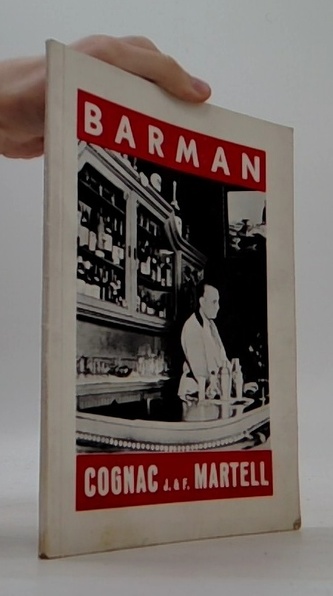 BARMAN
COGNAC J. & F. MARTELL